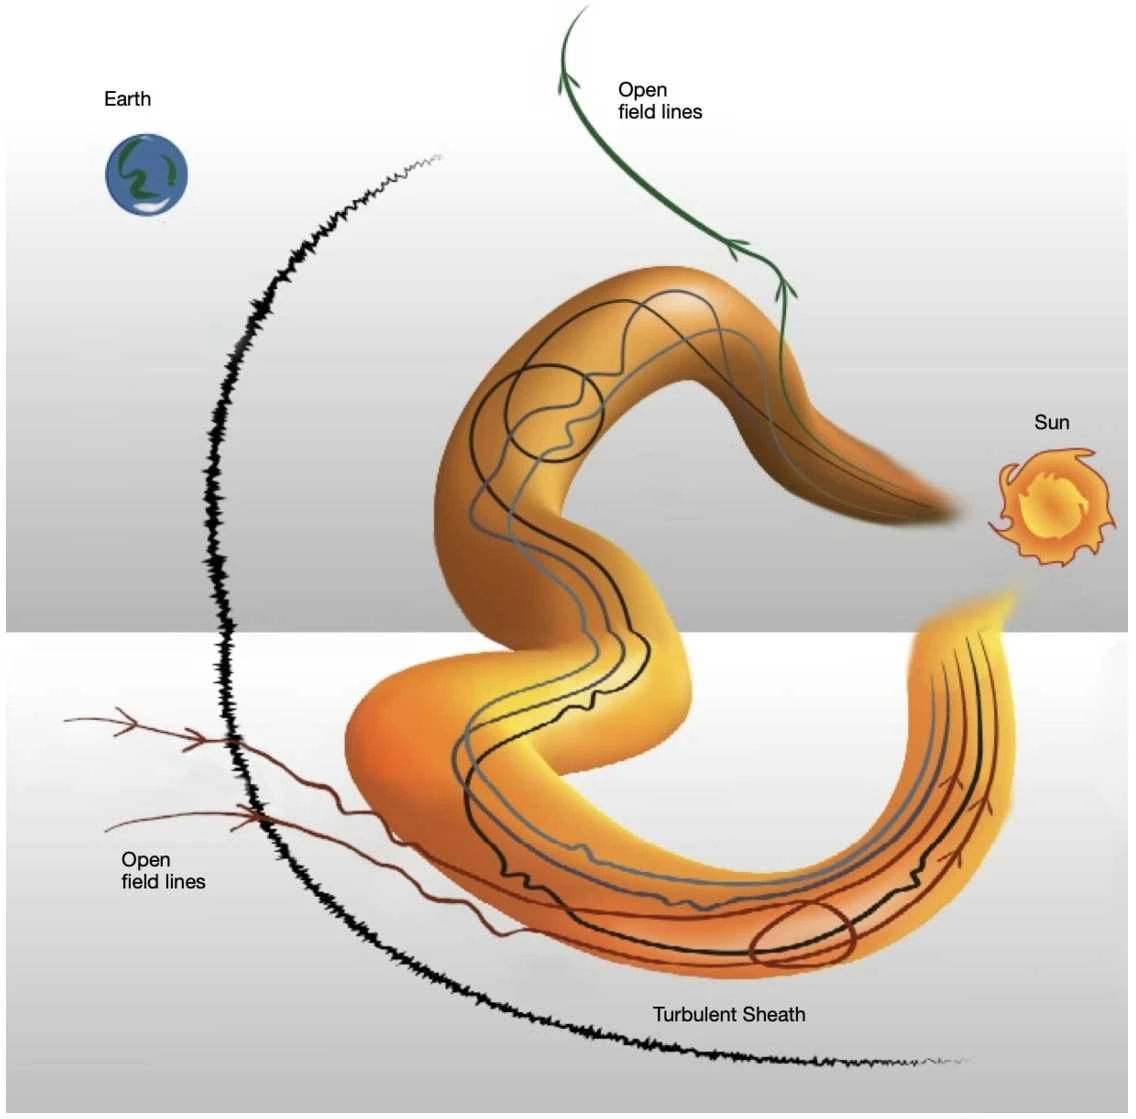 Open
field lines
Earth
Sun
Open
field lines
Turbulent Sheath